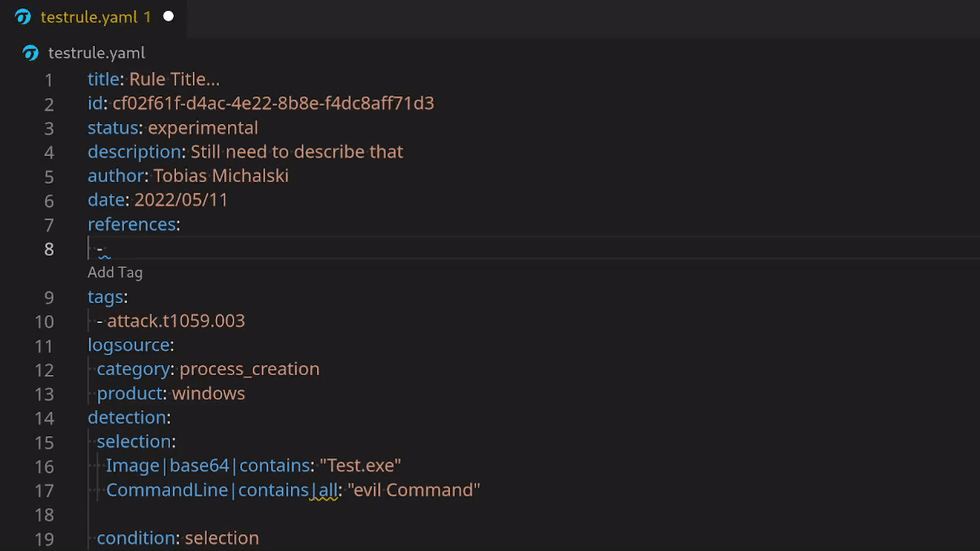 testrule.yaml 1
testrule.yaml
1 title: Rule Title...
2 id: cf02f61f-d4ac-4e22-8b8e-f4dc8aff71d3
3 status: experimental
4 description: Still need to describe that
5 author: Tobias Michalski
6 date: 2022/05/11
7 references:
8 -
Add Tag
9 tags:
10 - attack.t1059.003
11 logsource:
12 category: process_creation
13 product: windows
14 detection:
15 selection:
16 Image|base64|contains: "Test.exe"
17 CommandLine|contains|all: "evil Command"
18
19 condition: selection